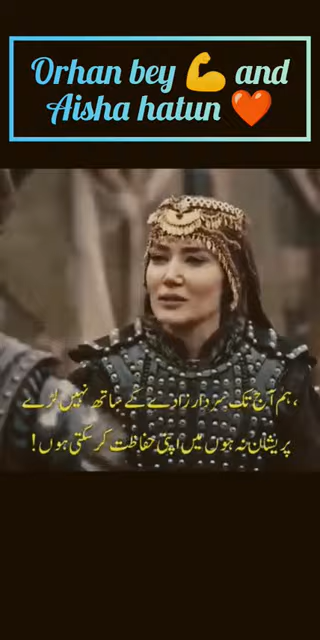 Orhan bey 💪 and
Aisha hatun ❤️
، ہم آج تک سردار زادے کے ساتھ نہیں لڑے
پریشان نہ ہوں میں اپنی حفاظت کر سکتی ہوں !